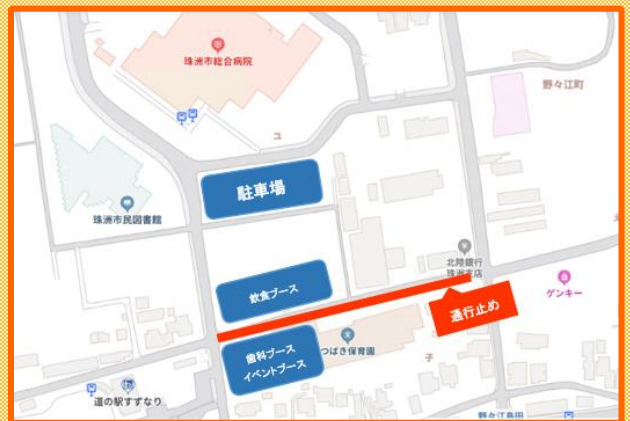 珠洲市総合病院
野々江町
ユ
駐車場
珠洲市民図書館
北陸銀行
珠洲支店
飲食ブース
ゲンキー
通行止め
歯科ブース
イベントブース
つばき保育園
子
道の駅すずなり
野々江島田